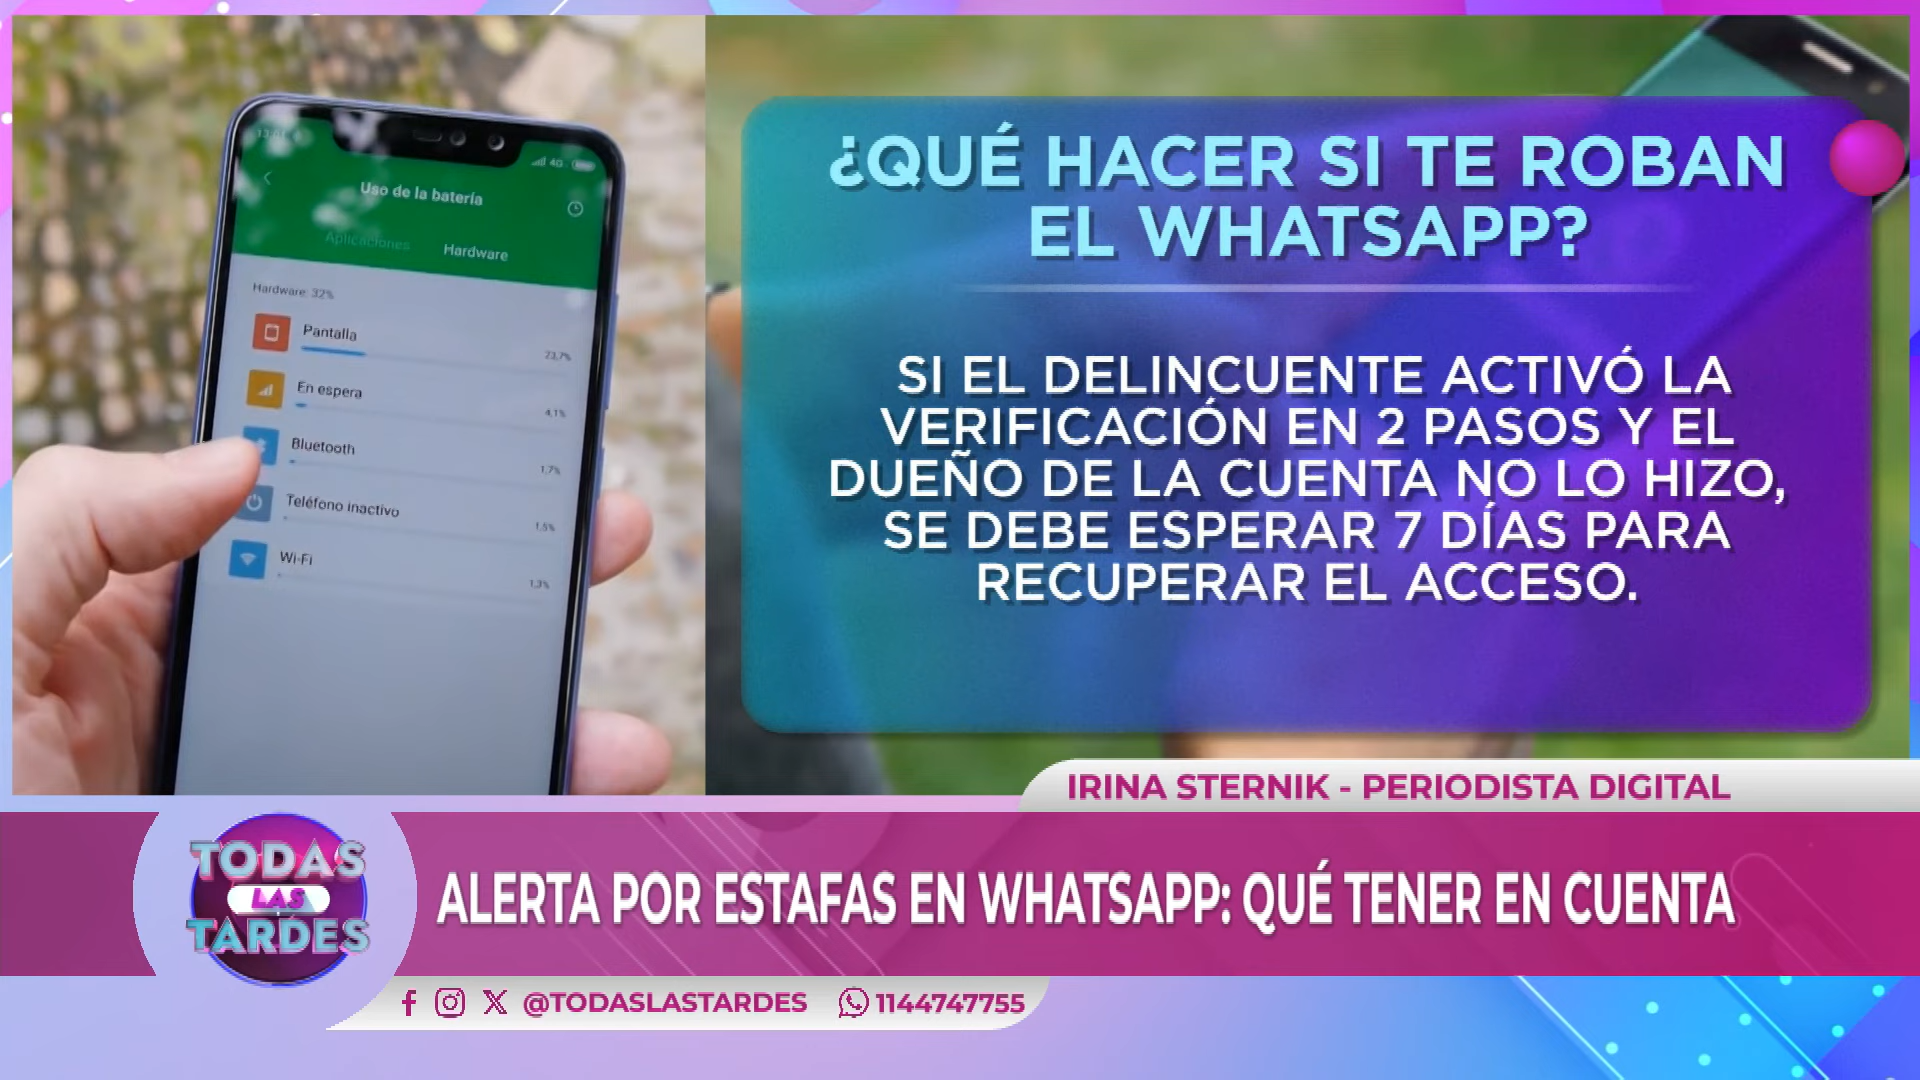 13:01
4G
Uso de la batería
Aplicaciones
Hardware
Hardware: 32%
Pantalla
23,7%
En espera
4,1%
Bluetooth
1,7%
Teléfono inactivo
1,5%
Wi-Fi
1,3%
¿QUÉ HACER SI TE ROBAN
EL WHATSAPP?
SI EL DELINCUENTE ACTIVÓ LA
VERIFICACIÓN EN 2 PASOS Y EL
DUEÑO DE LA CUENTA NO LO HIZO,
SE DEBE ESPERAR 7 DÍAS PARA
RECUPERAR EL ACCESO.
IRINA STERNIK - PERIODISTA DIGITAL
TODAS
LAS
TARDES
ALERTA POR ESTAFAS EN WHATSAPP: QUÉ TENER EN CUENTA
@TODASLASTARDES
1144747755